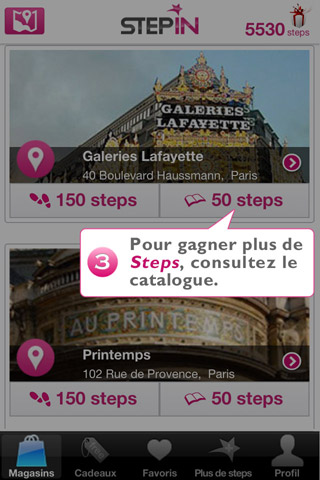 STEPIN
5530 steps
GALERIES
LAFAYETTE
Galeries Lafayette
40 Boulevard Haussmann, Paris
150 steps
50 steps
3
Pour gagner plus de
Steps, consultez le
catalogue.
AU PRINTEMPS
Printemps
102 Rue de Provence, Paris
150 steps
50 steps
Magasins
Cadeaux
Favoris
Plus de steps
Profil